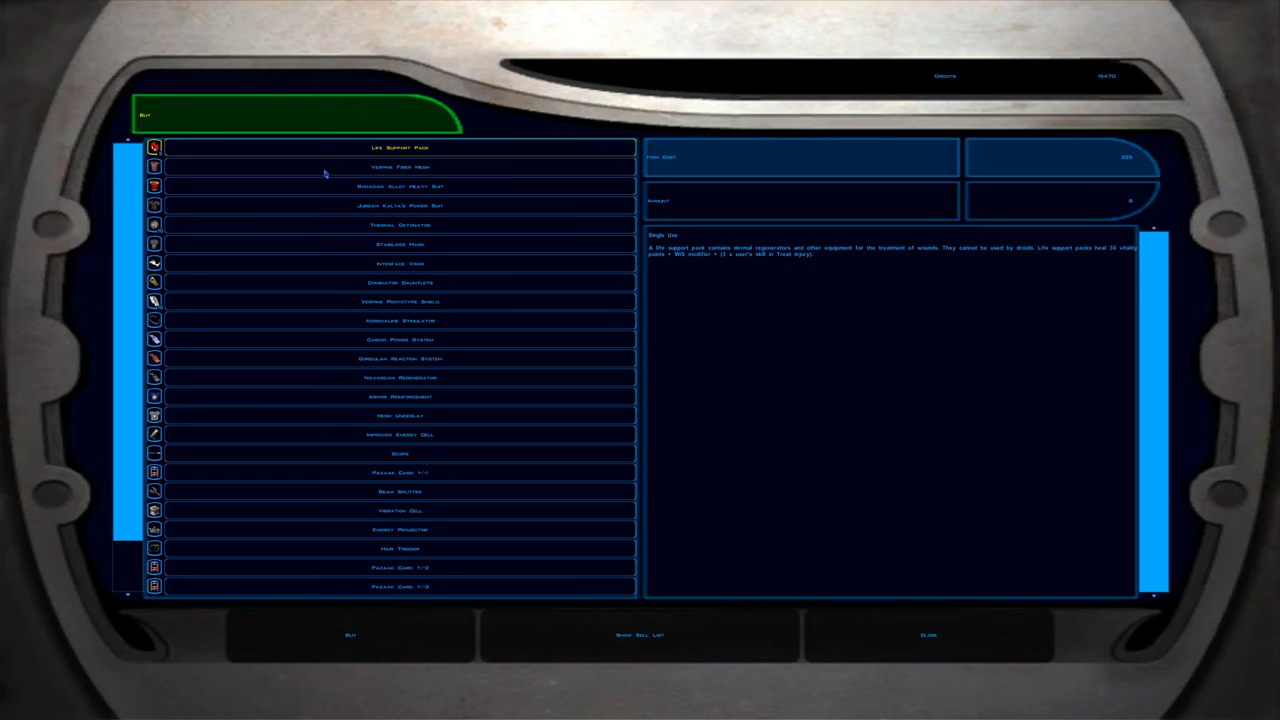 Credits 15470
Buy
Life Support Pack
Verpine Fiber Mesh
Bonadan Alloy Heavy Suit
Jurgan Kalta's Power Suit
Thermal Detonator
Stabilizer Mask
Interface Visor
Dominator Gauntlets
Verpine Prototype Shield
Adrenaline Stimulator
Cardio Power System
Gordulan Reaction System
Navardan Regenerator
Armor Reinforcement
Mesh Underlay
Improved Energy Cell
Scope
Pazaak Card +/-1
Beam Splitter
Vibration Cell
Energy Projector
Hair Trigger
Pazaak Card +/-2
Pazaak Card +/-3
Item Cost 225
Amount 8
Single Use
A life support pack contains dermal regenerators and other equipment for the treatment of wounds. They cannot be used by droids. Life support packs heal 30 vitality
points + WIS modifier + (3 x user's skill in Treat Injury).
Buy
Show Sell List
Close